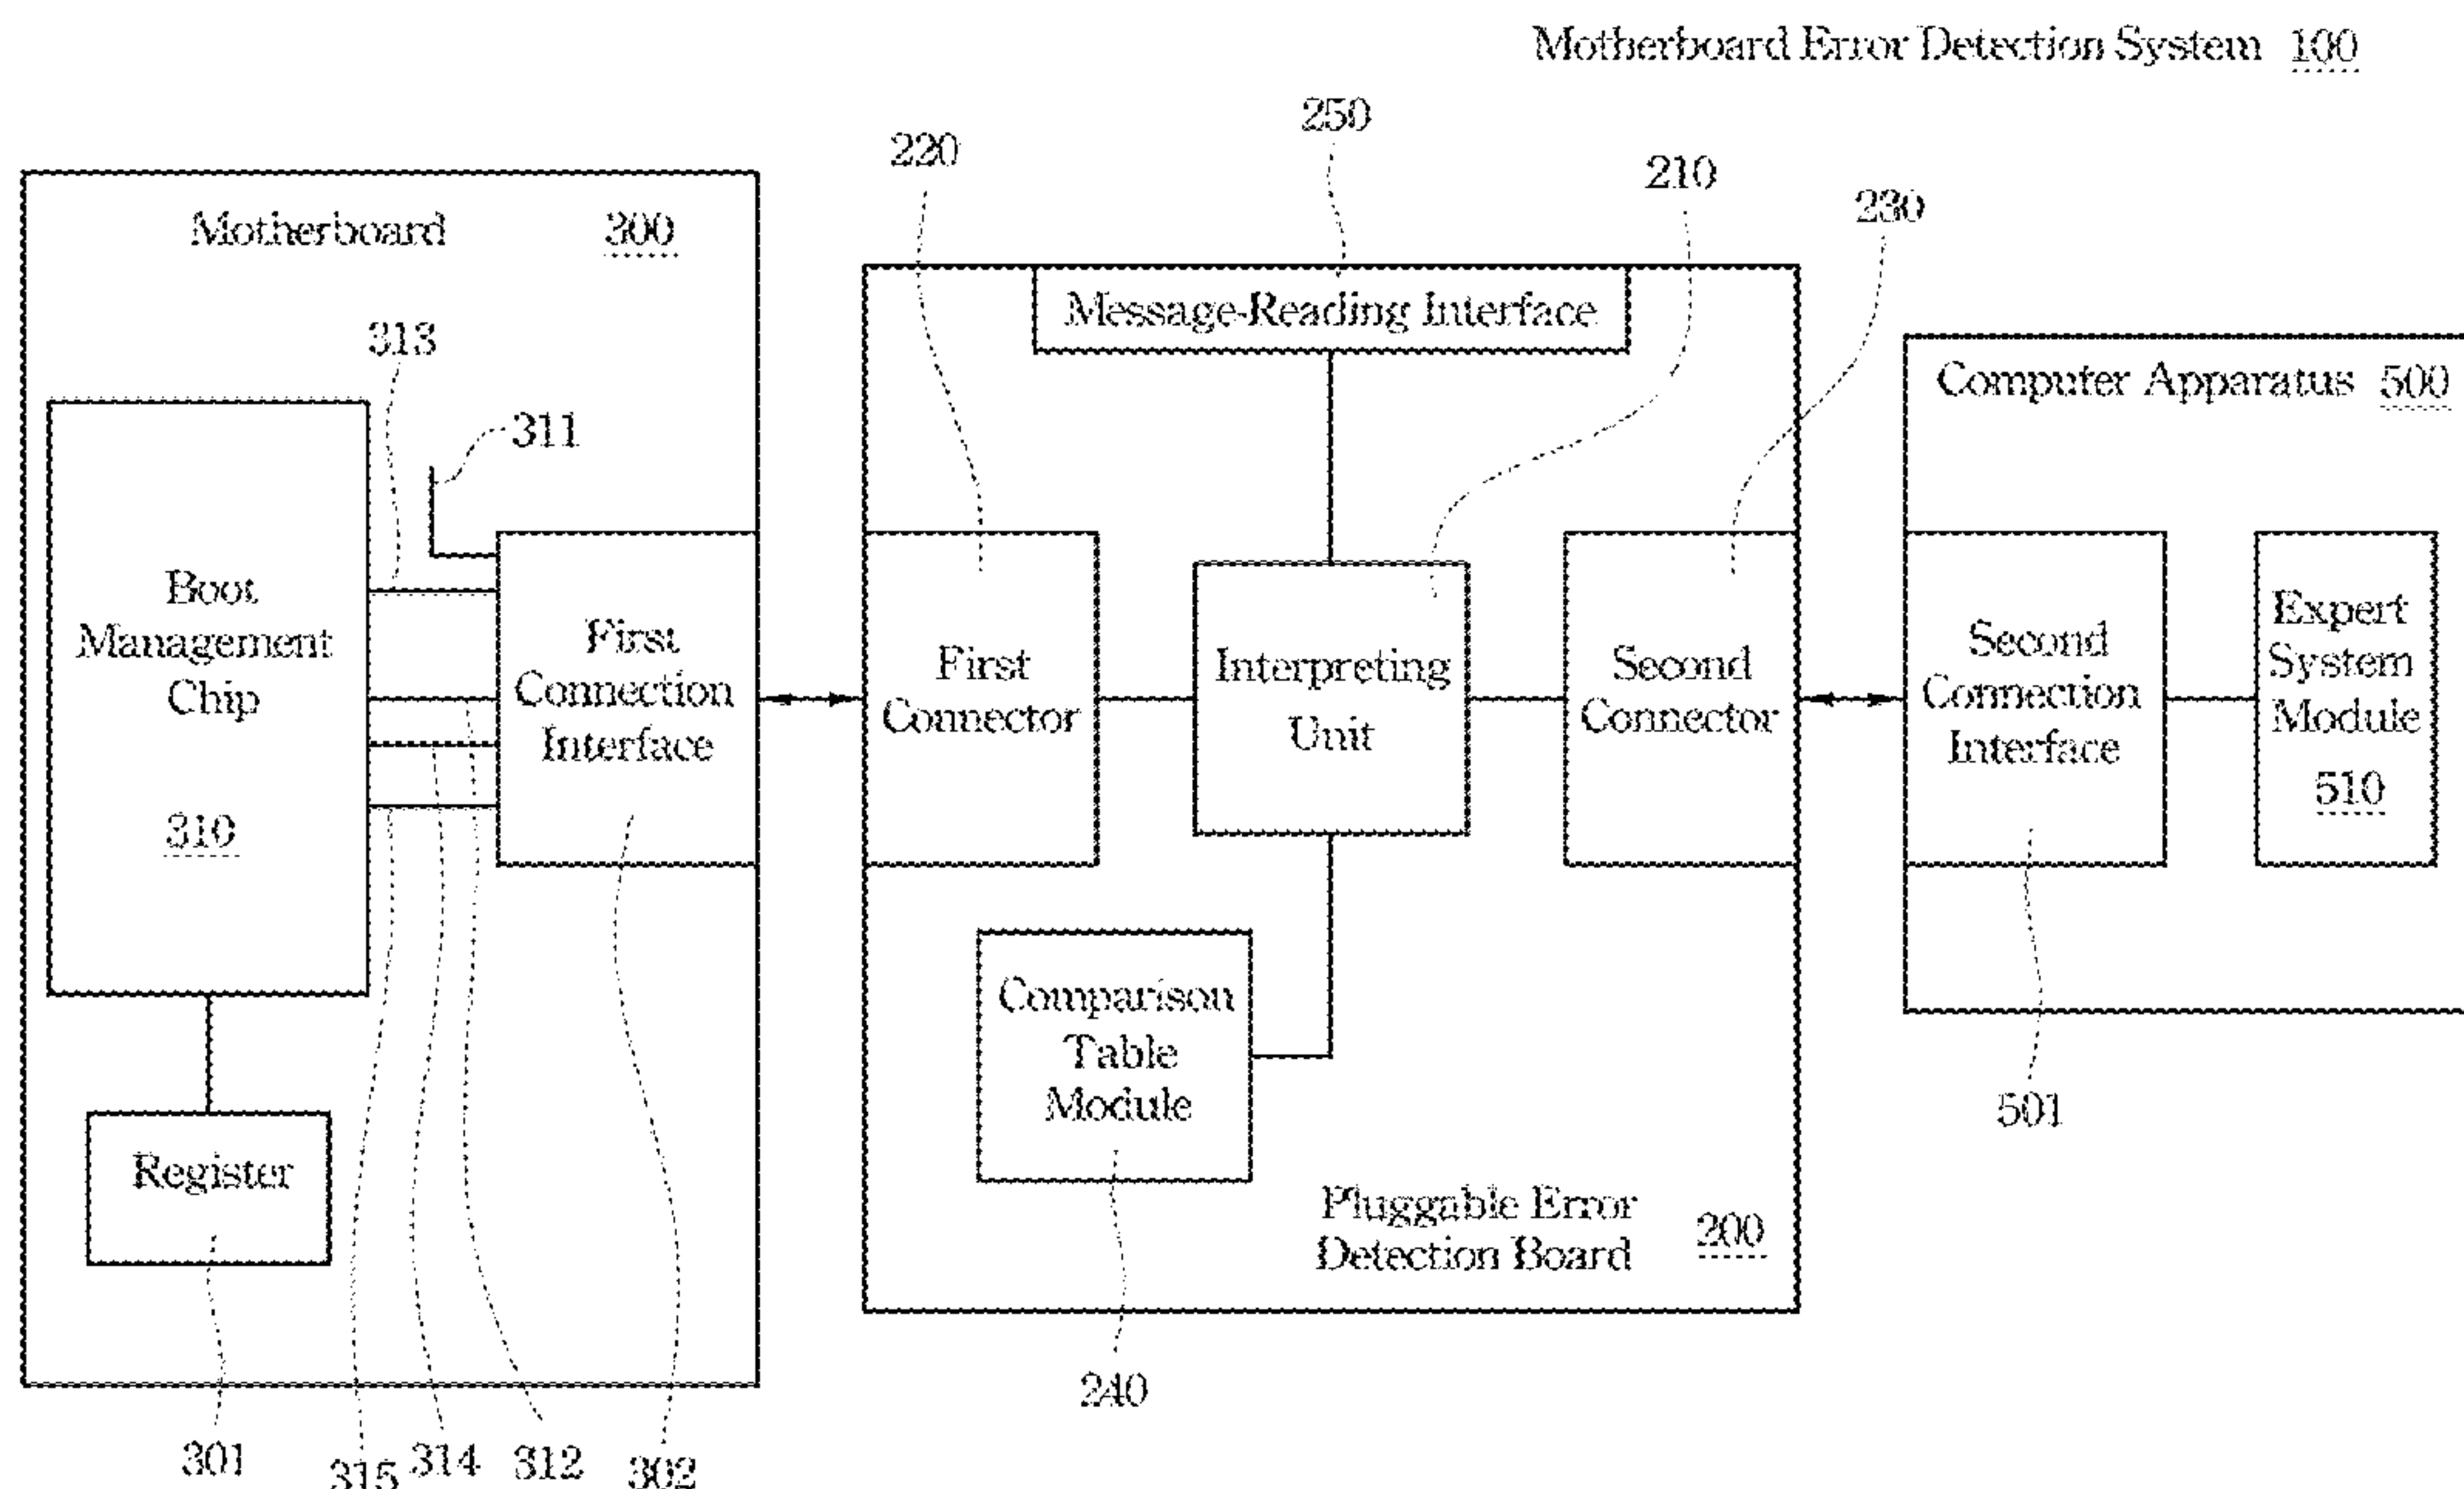 Motherboard Error Detection System 100
250
220
210
230
Motherboard 300
Message-Reading Interface
313
Computer Apparatus 500
311
Boot
Management
Chip
310
First
Connection
Interface
First
Connector
Interpreting
Unit
Second
Connector
Second
Connection
Interface
Expert
System
Module
510
Comparison
Table
Module
501
Register
Pluggable Error
Detection Board 200
240
301
315
314
312
302